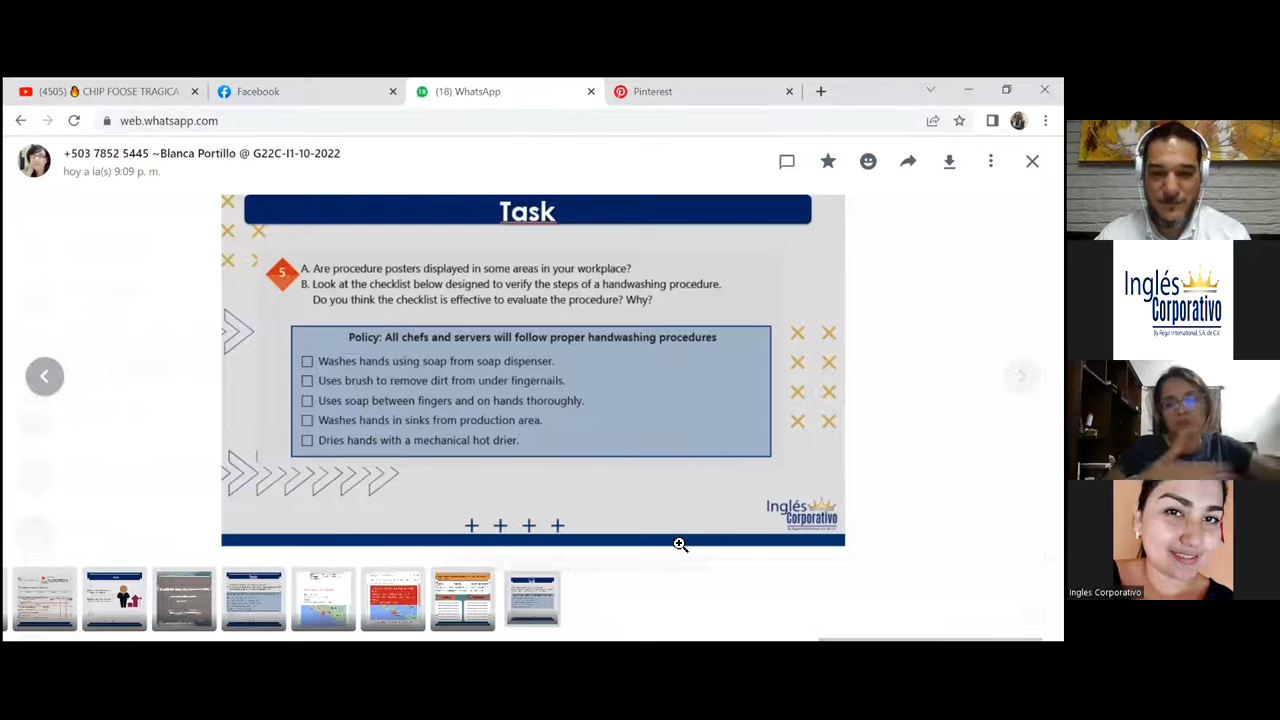 (4505) 🔥 CHIP FOOSE TRAGICA
Facebook
(18) WhatsApp
Pinterest
web.whatsapp.com
+503 7852 5445 ~Blanca Portillo @ G22C-I1-10-2022
hoy a la(s) 9:09 p. m.
Task
5
A. Are procedure posters displayed in some areas in your workplace?
B. Look at the checklist below designed to verify the steps of a handwashing procedure.
Do you think the checklist is effective to evaluate the procedure? Why?
Policy: All chefs and servers will follow proper handwashing procedures
Washes hands using soap from soap dispenser.
Uses brush to remove dirt from under fingernails.
Uses soap between fingers and on hands thoroughly.
Washes hands in sinks from production area.
Dries hands with a mechanical hot drier.
Inglés
Corporativo
Inglés
Corporativo
By Regal International, S.A. de C.V.
Ingles Corporativo